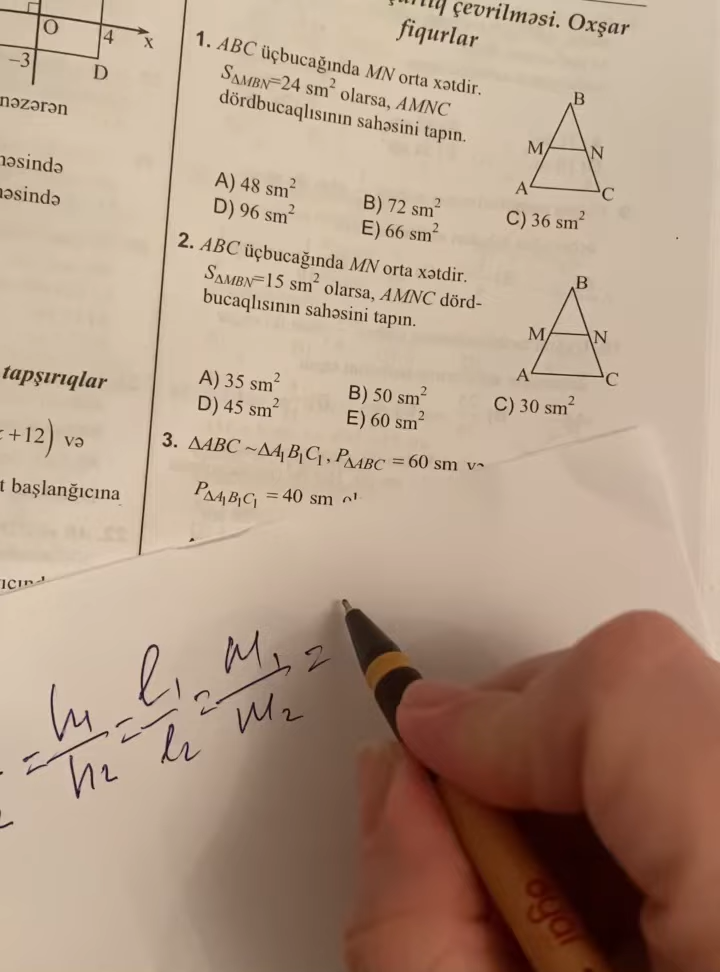 çevrilməsi. Oxşar
fiqurlar
O
4
x
–3
D
nəzərən
tapşırıqlar
+12) və
t başlanğıcına
1. ABC üçbucağında MN orta xətdir.
S△MBN=24 sm² olarsa, AMNC
dördbucaqlısının sahəsini tapın.
B
M
N
A
C
A) 48 sm²
B) 72 sm²
C) 36 sm²
D) 96 sm²
E) 66 sm²
2. ABC üçbucağında MN orta xətdir.
S△MBN=15 sm² olarsa, AMNC dörd-
bucaqlısının sahəsini tapın.
B
M
N
A
C
A) 35 sm²
B) 50 sm²
C) 30 sm²
D) 45 sm²
E) 60 sm²
3. △ABC ~△A₁B₁C₁, P△ABC = 60 sm
P△A₁B₁C₁ = 40 sm
= h₁/h₂ = l₁/l₂ = m₁/m₂ =